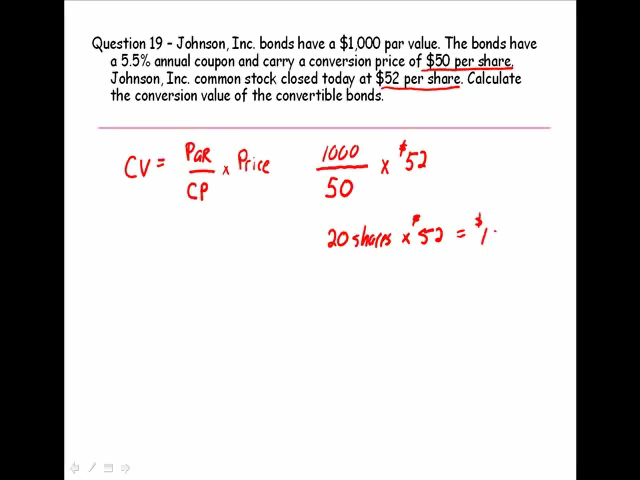 Question 19 – Johnson, Inc. bonds have a $1,000 par value. The bonds have
a 5.5% annual coupon and carry a conversion price of $50 per share.
Johnson, Inc. common stock closed today at $52 per share. Calculate
the conversion value of the convertible bonds.
CV = PaR / CP x Price 1000 / 50 x $52
20 shares x $52 = $1